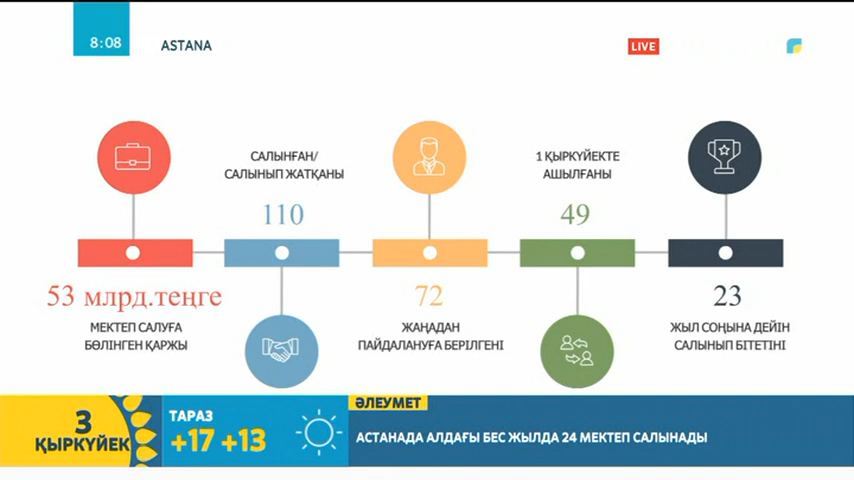 8:08
ASTANA
LIVE
САЛЫНҒАН/
САЛЫНЫП ЖАТҚАНЫ
110
1 ҚЫРКҮЙЕКТЕ
АШЫЛҒАНЫ
49
53 млрд.теңге
МЕКТЕП САЛУҒА
БӨЛІНГЕН ҚАРЖЫ
72
ЖАҢАДАН
ПАЙДАЛАНУҒА БЕРІЛГЕНІ
23
ЖЫЛ СОҢЫНА ДЕЙІН
САЛЫНЫП БІТЕТІНІ
3
ҚЫРКҮЙЕК
ТАРАЗ
+17 +13
ӘЛЕУМЕТ
АСТАНАДА АЛДАҒЫ БЕС ЖЫЛДА 24 МЕКТЕП САЛЫНАДЫ